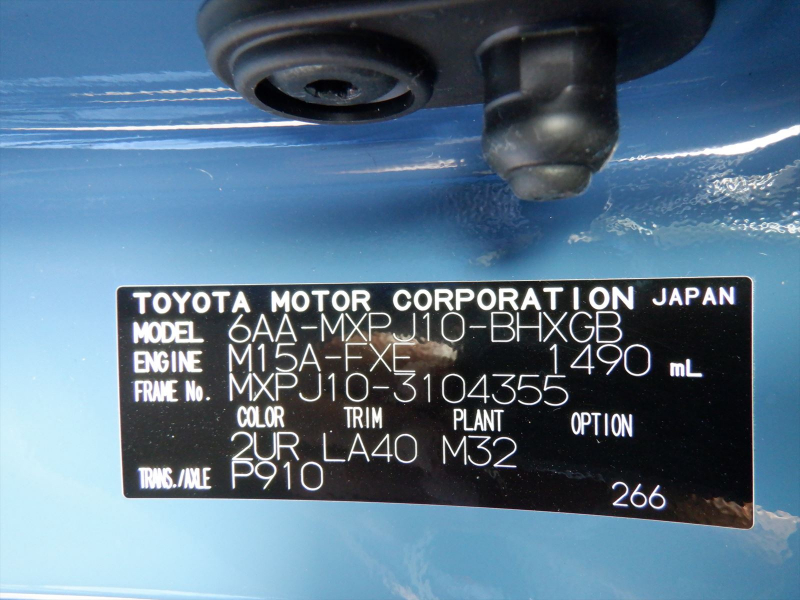 TOYOTA MOTOR CORPORATION JAPAN
MODEL 6AA-MXPJ10-BHXGB
ENGINE M15A-FXE 1490 mL
FRAME No. MXPJ10-3104355
COLOR TRIM PLANT OPTION
2UR LA40 M32
TRANS./AXLE P910
266